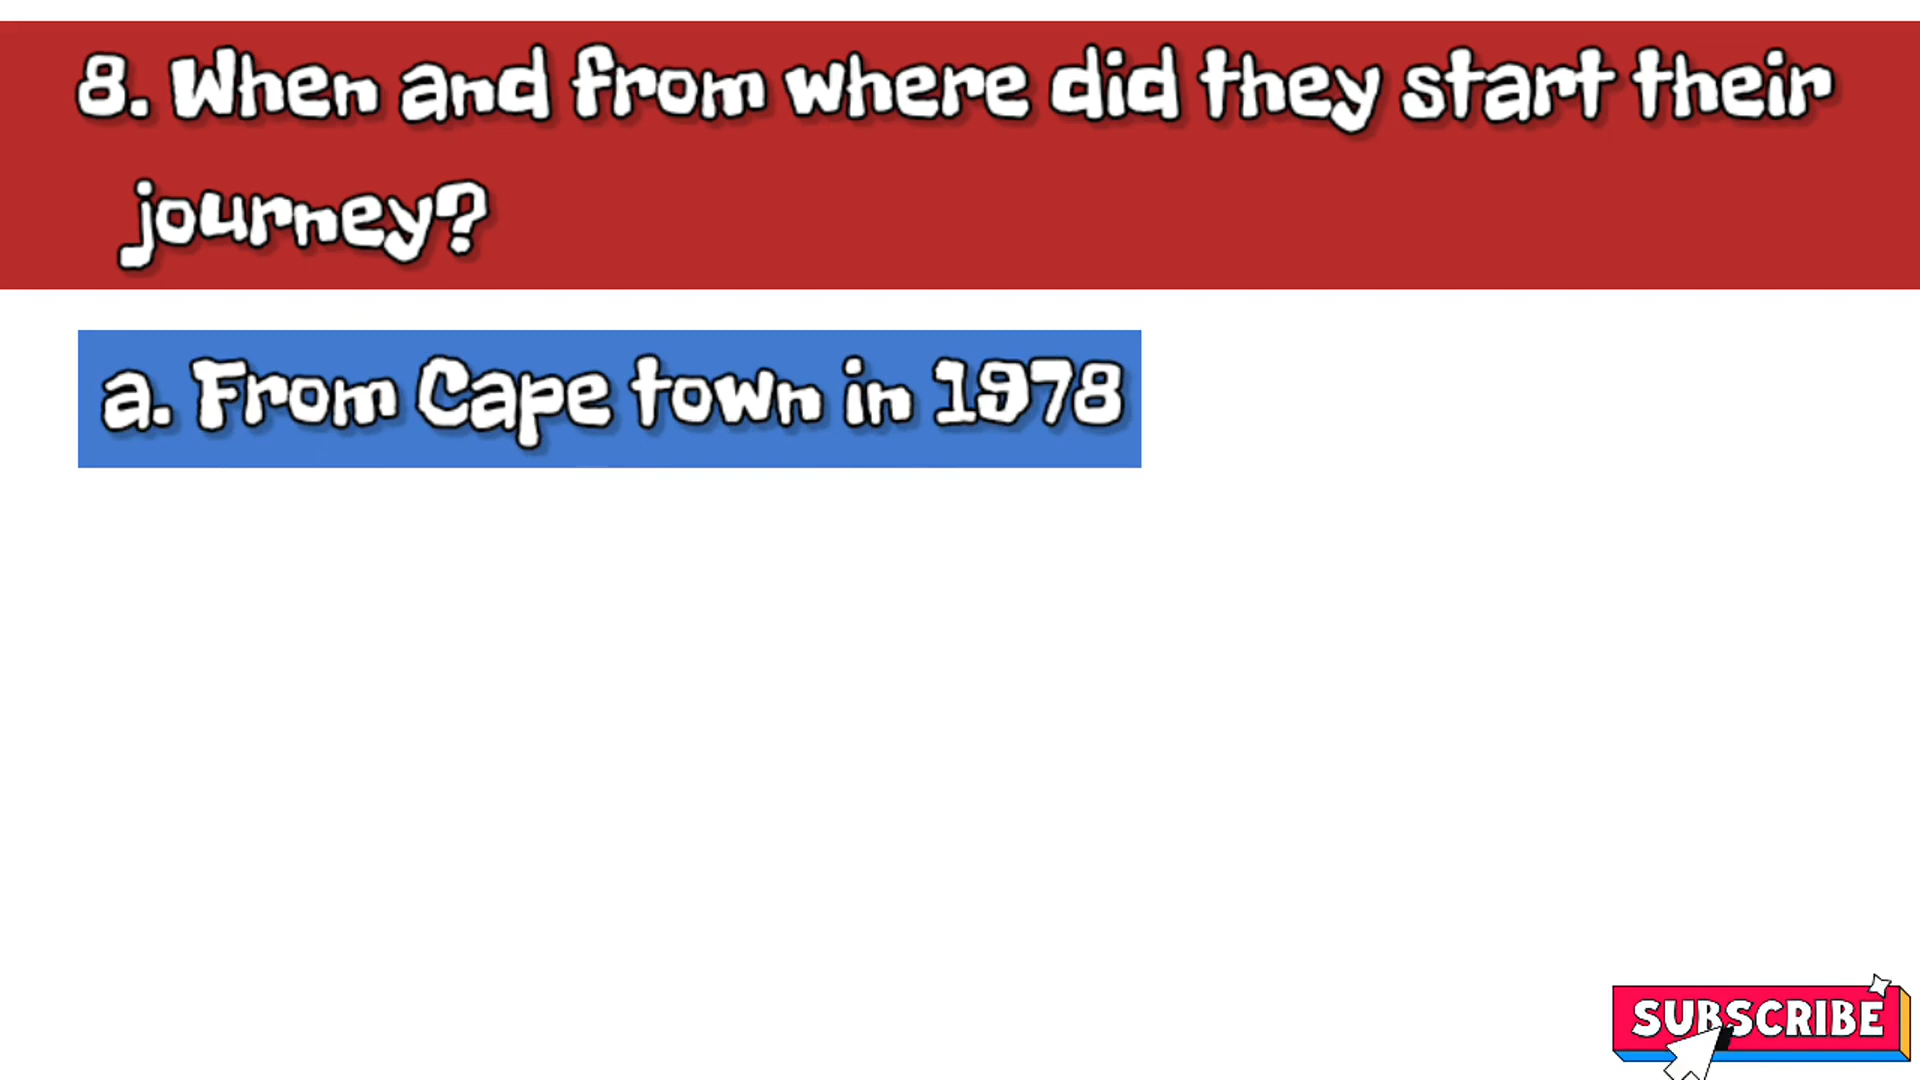 8. When and from where did they start their
journey?
a. From Cape town in 1978
SUBSCRIBE